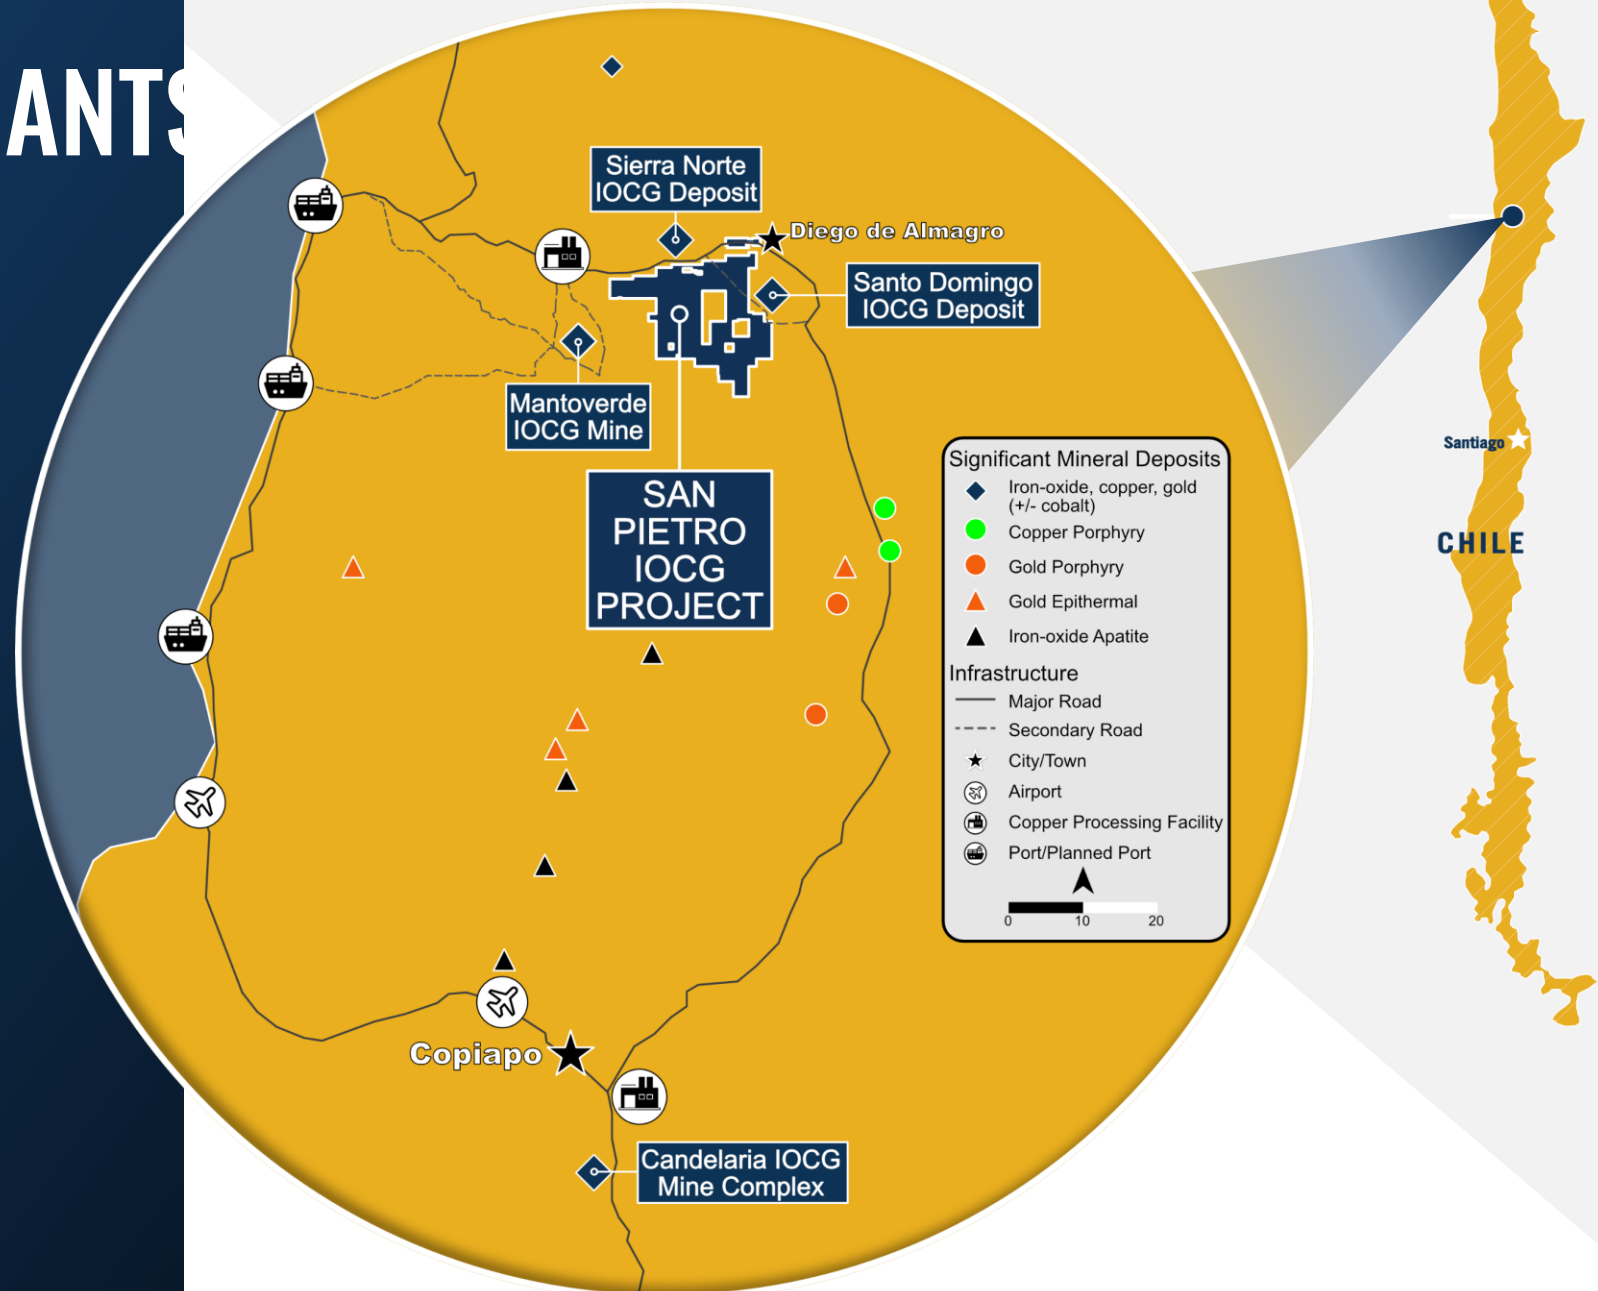 ANTS
Sierra Norte
IOCG Deposit
Diego de Almagro
Santo Domingo
IOCG Deposit
Mantoverde
IOCG Mine
SAN
PIETRO
IOCG
PROJECT
Copiapo
Candelaria IOCG
Mine Complex
Significant Mineral Deposits
Iron-oxide, copper, gold
(+/- cobalt)
Copper Porphyry
Gold Porphyry
Gold Epithermal
Iron-oxide Apatite
Infrastructure
Major Road
Secondary Road
City/Town
Airport
Copper Processing Facility
Port/Planned Port
0 10 20
Santiago
CHILE